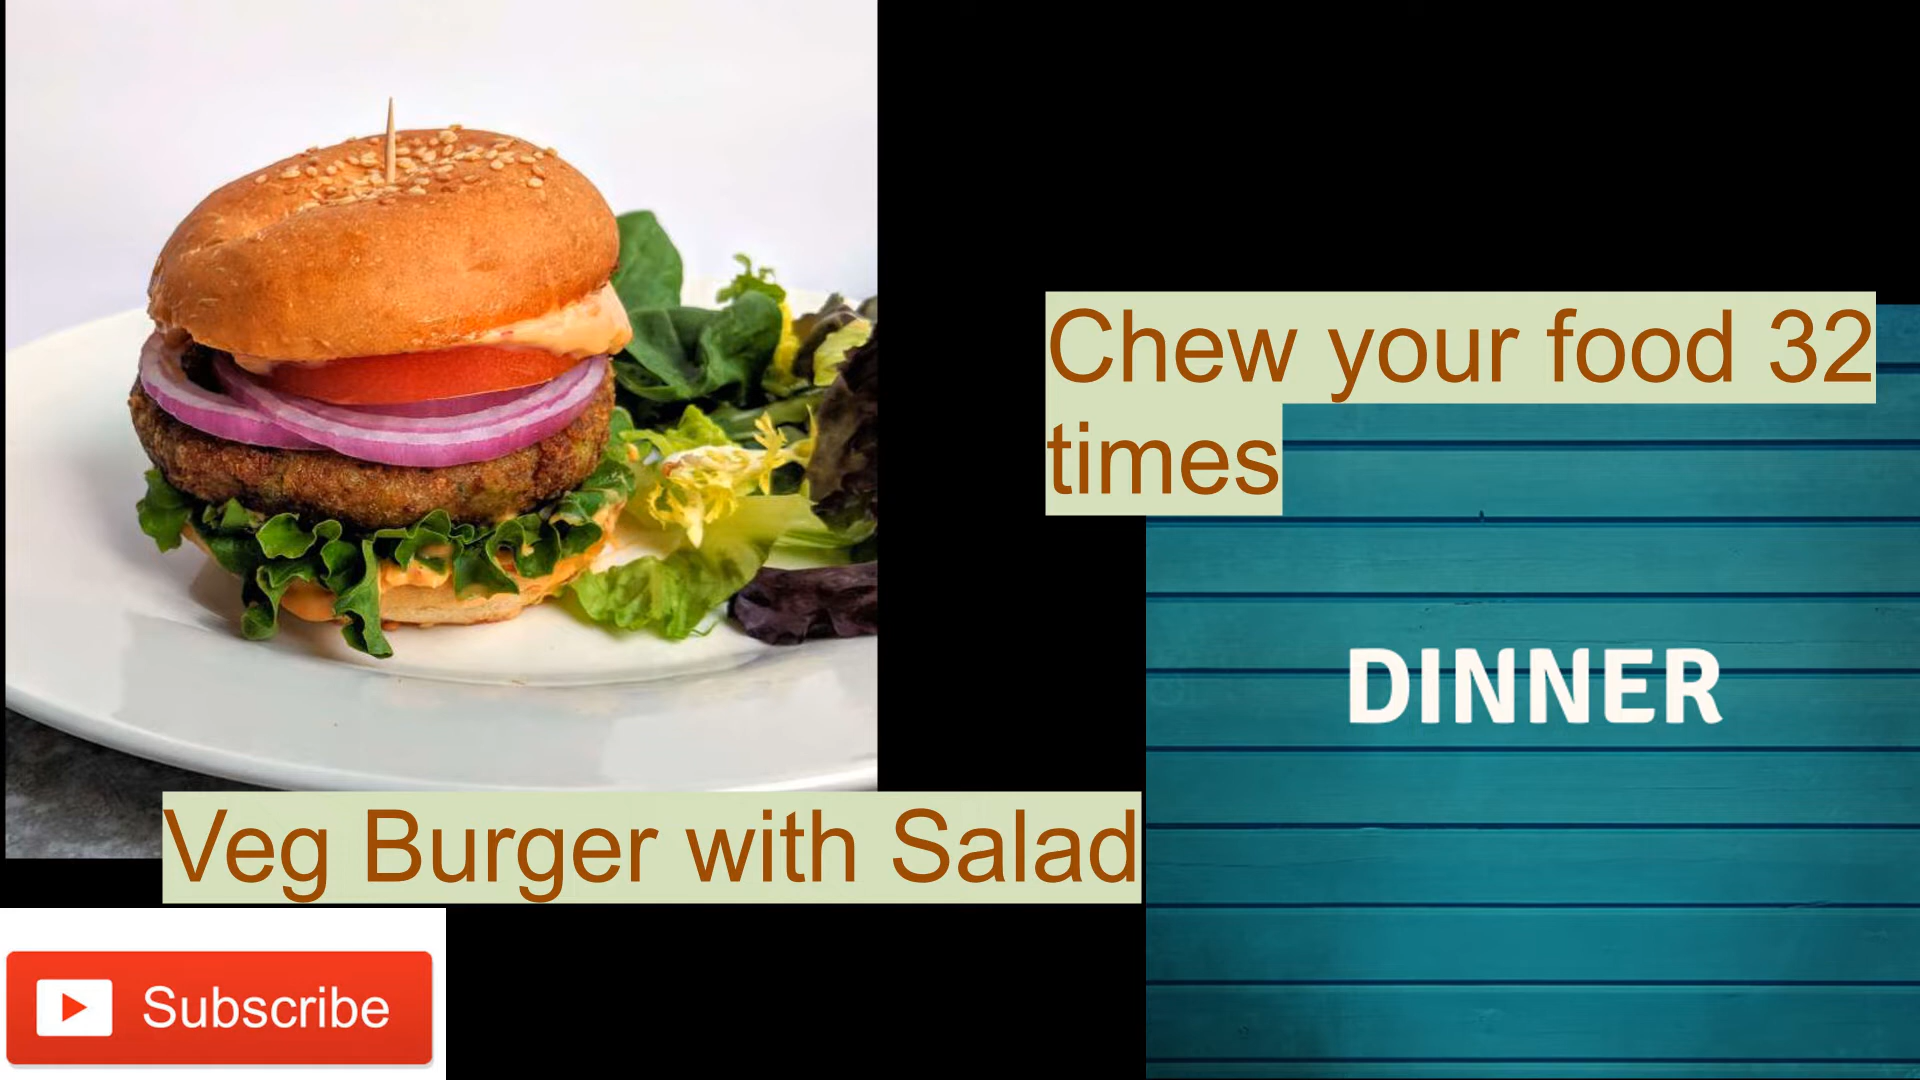 Chew your food 32
times
DINNER
Veg Burger with Salad
Subscribe